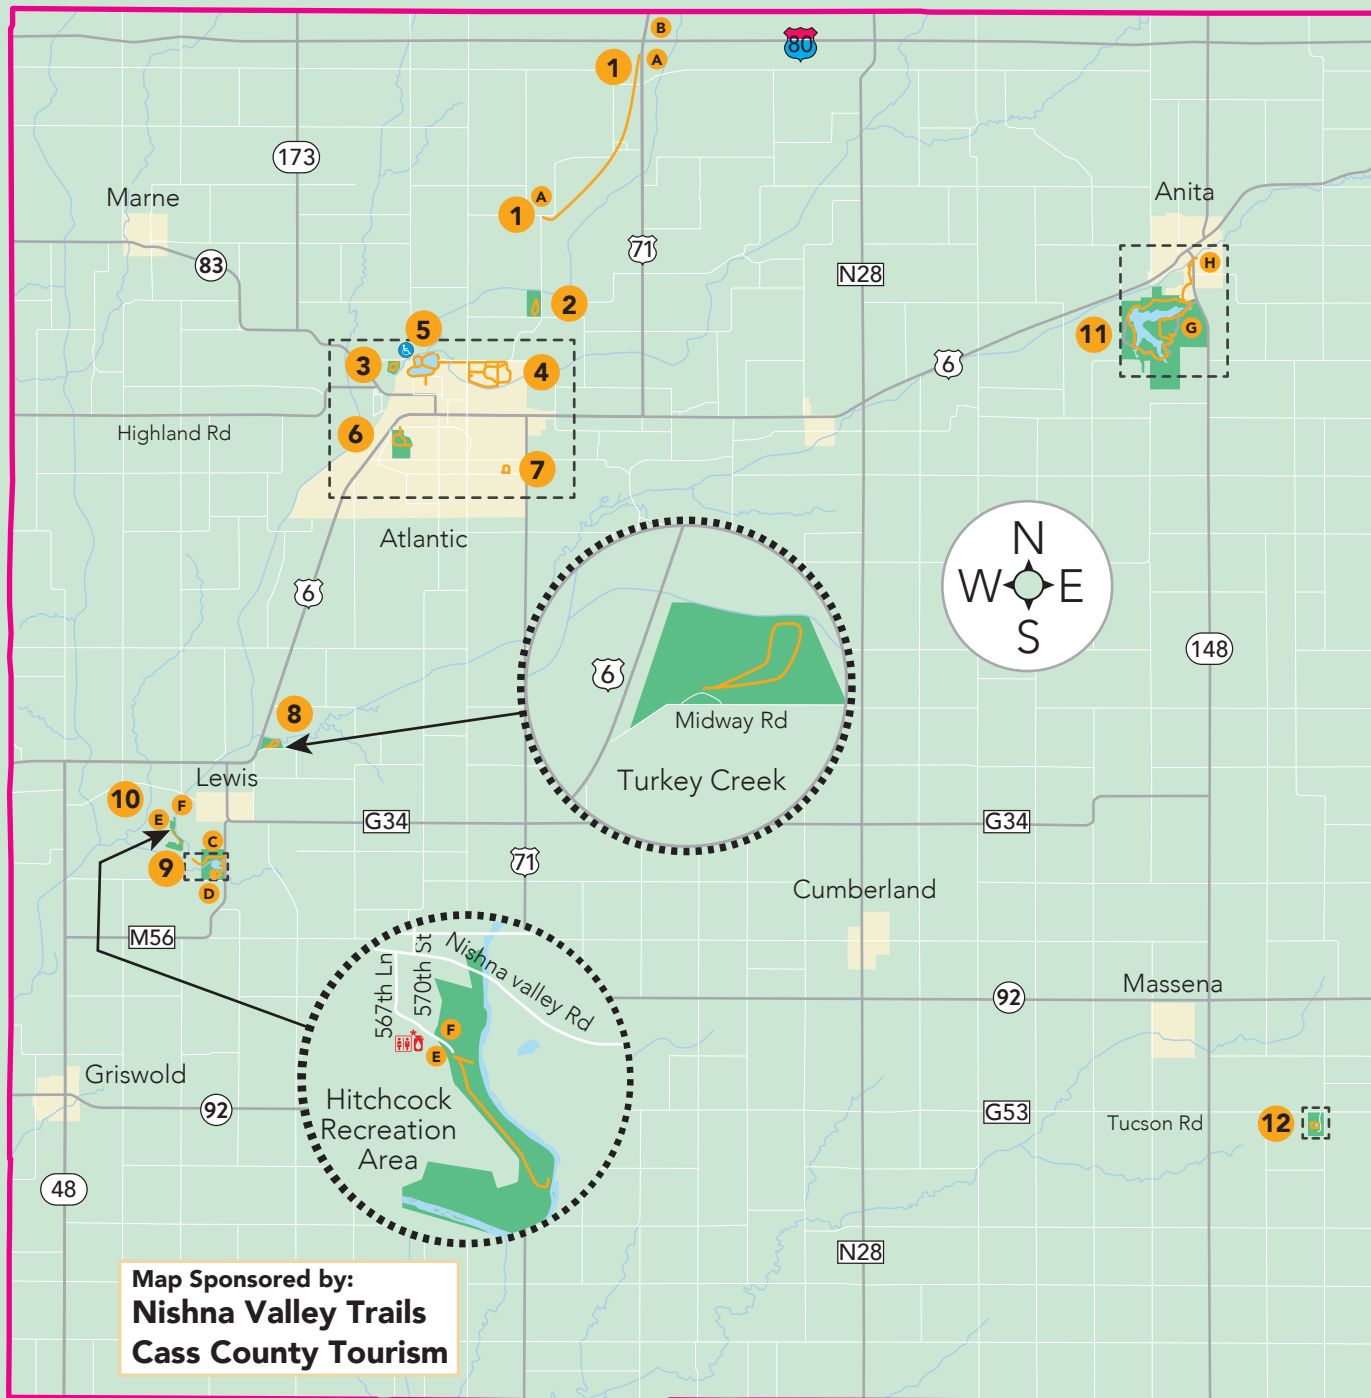 B
80
A
1
173
A
1
Marne
Anita
71
83
N28
H
2
5
11
G
3
4
6
Highland Rd
6
7
Atlantic
N
W E
S
6
148
6
8
Midway Rd
Turkey Creek
Lewis
10
F
E
C
G34
G34
9
71
D
Cumberland
M56
567th Ln
570th St
Nishna valley Rd
Massena
92
F
E
Griswold
Hitchcock
Recreation
Area
92
G53
Tucson Rd
12
48
N28
Map Sponsored by:
Nishna Valley Trails
Cass County Tourism